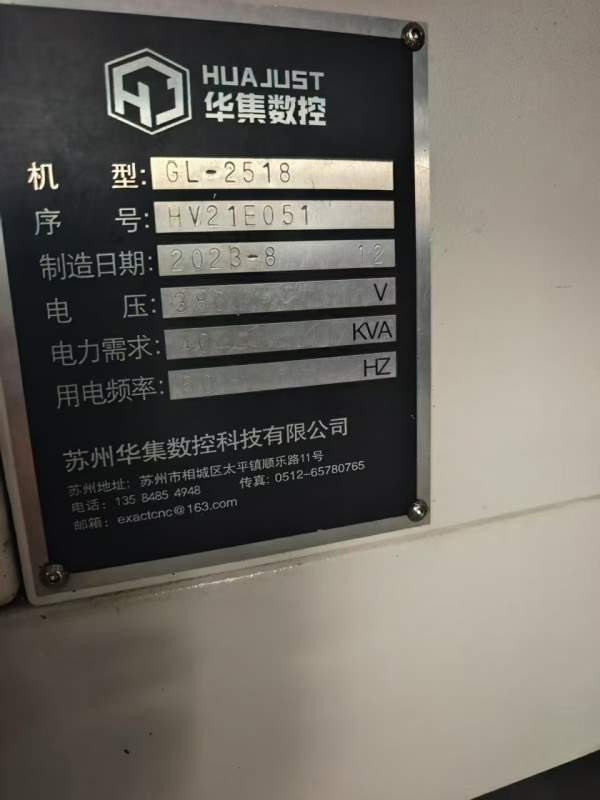 HUAJUST
华集数控
机 型: GL-2518
序 号: HV21E051
制造日期: 2023-8 12
电 压: 380 V
电力需求: 40 KVA
用电频率: HZ
苏州华集数控科技有限公司
苏州地址: 苏州市相城区太平镇顺乐路11号
电话: 135 8485 4948 传真: 0512-65780765
邮箱: exactcnc@163.com